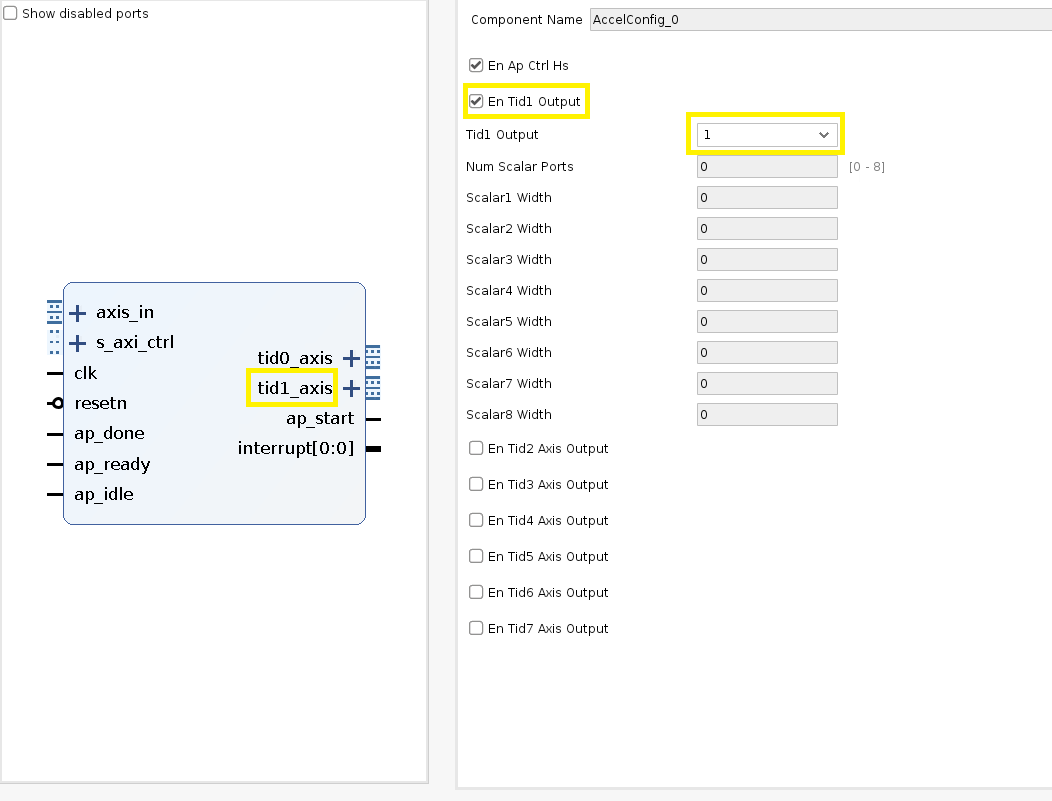 Show disabled ports
axis_in
s_axi_ctrl
clk
resetn
ap_done
ap_ready
ap_idle
tid0_axis
tid1_axis
ap_start
interrupt[0:0]
Component Name AccelConfig_0
En Ap Ctrl Hs
En Tid1 Output
Tid1 Output 1
Num Scalar Ports 0 [0 - 8]
Scalar1 Width 0
Scalar2 Width 0
Scalar3 Width 0
Scalar4 Width 0
Scalar5 Width 0
Scalar6 Width 0
Scalar7 Width 0
Scalar8 Width 0
En Tid2 Axis Output
En Tid3 Axis Output
En Tid4 Axis Output
En Tid5 Axis Output
En Tid6 Axis Output
En Tid7 Axis Output